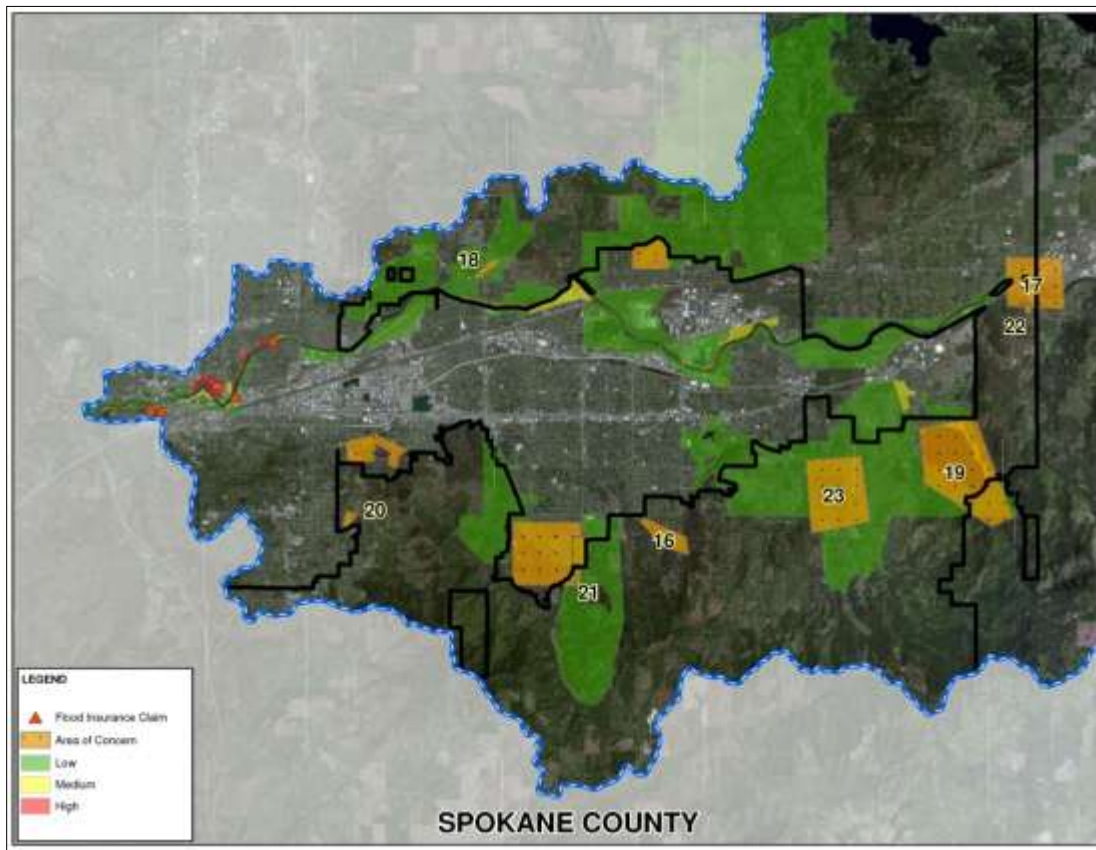 18
17
22
19
23
20
16
21
LEGEND
Flood Insurance Claim
Area of Concern
Low
Medium
High
SPOKANE COUNTY